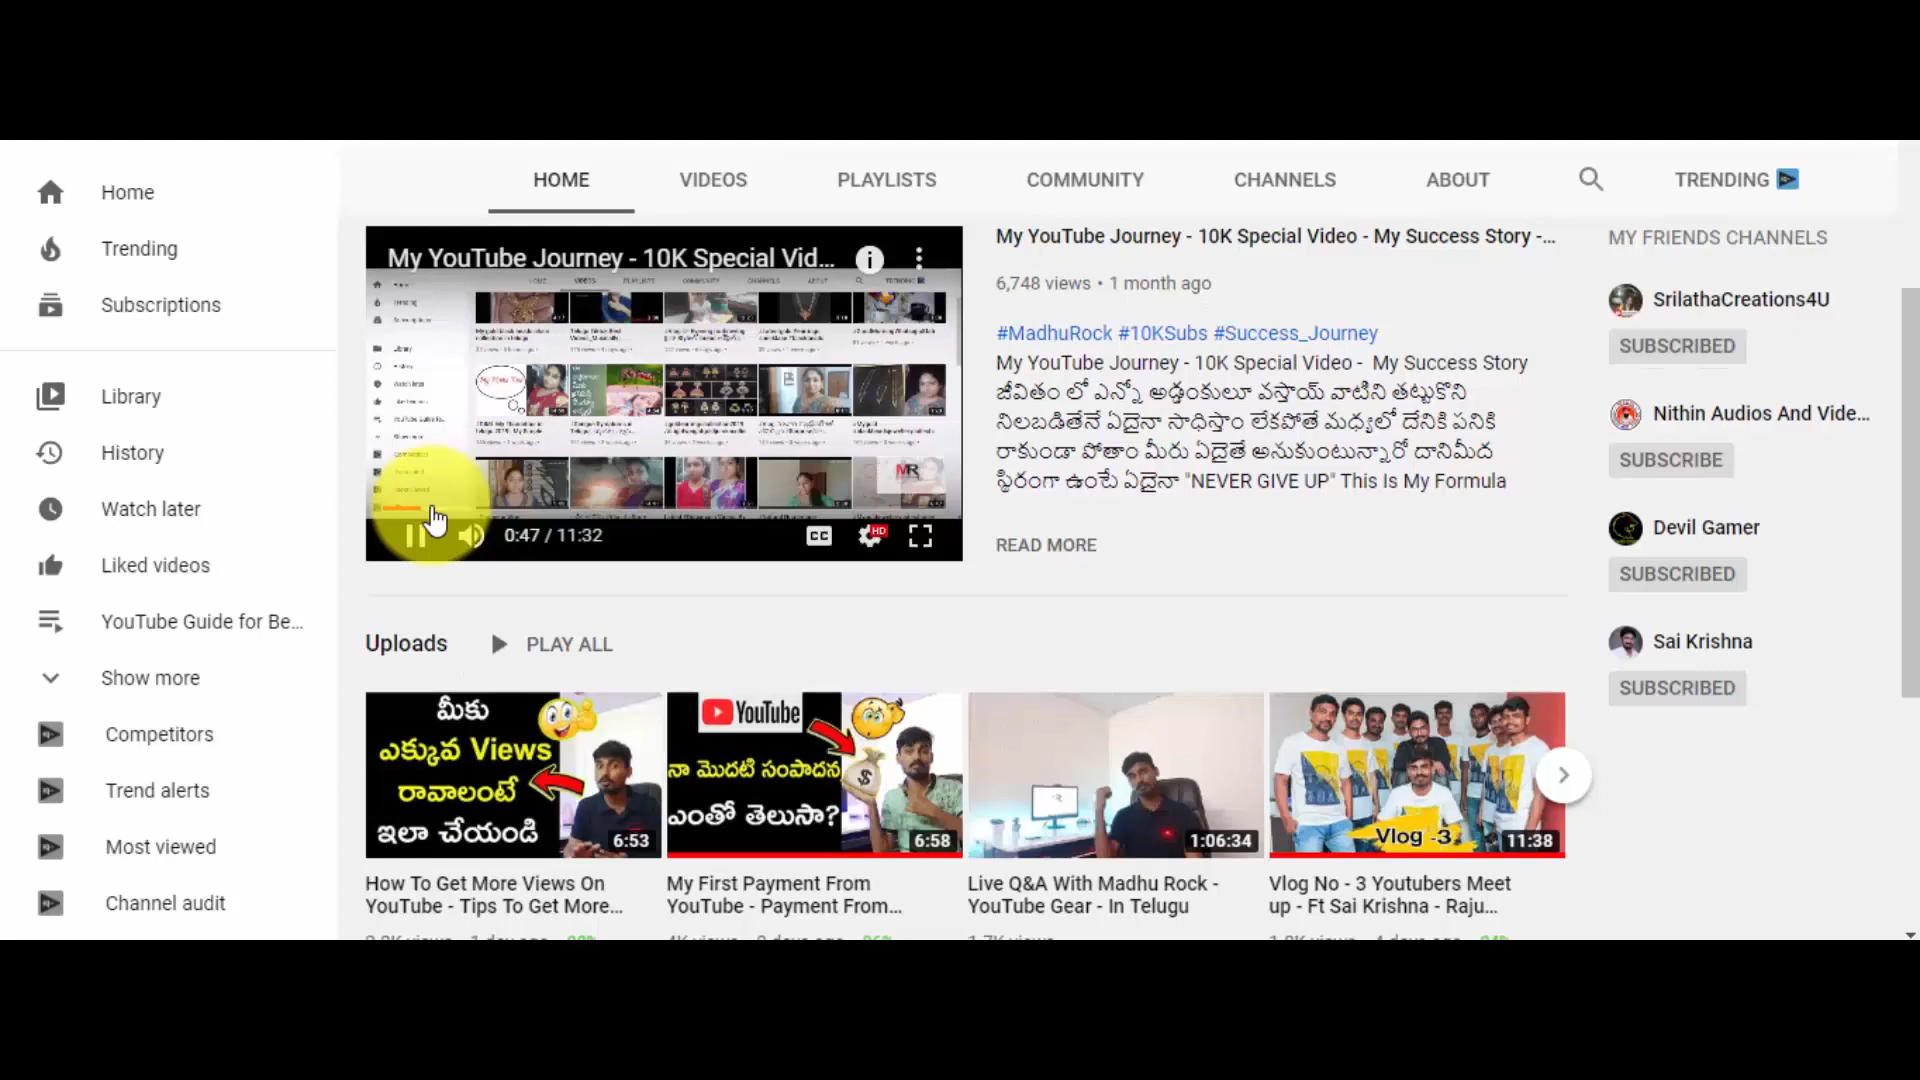 Home
Trending
Subscriptions
Library
History
Watch later
Liked videos
YouTube Guide for Be...
Show more
Competitors
Trend alerts
Most viewed
Channel audit
HOME VIDEOS PLAYLISTS COMMUNITY CHANNELS ABOUT TRENDING
My YouTube Journey - 10K Special Vid...
MR
0:47 / 11:32
CC
HD
My YouTube Journey - 10K Special Video - My Success Story -...
6,748 views • 1 month ago
#MadhuRock #10KSubs #Success_Journey
My YouTube Journey - 10K Special Video - My Success Story
జీవితం లో ఎన్నో అడ్డంకులూ వస్తాయ్ వాటిని తట్టుకొని
నిలబడితేనే ఏదైనా సాధిస్తాం లేకపోతే మధ్యలో దేనికి పనికి
రాకుండా పోతాం మీరు ఏదైతే అనుకుంటున్నారో దానిమీద
స్థిరంగా ఉంటే ఏదైనా "NEVER GIVE UP" This Is My Formula
READ MORE
MY FRIENDS CHANNELS
SrilathaCreations4U
SUBSCRIBED
Nithin Audios And Vide...
SUBSCRIBE
Devil Gamer
SUBSCRIBED
Sai Krishna
SUBSCRIBED
Uploads PLAY ALL
మీకు
ఎక్కువ Views
రావాలంటే
ఇలా చేయండి
6:53
How To Get More Views On
YouTube - Tips To Get More...
YouTube
నా మొదటి సంపాదన
ఎంతో తెలుసా?
6:58
My First Payment From
YouTube - Payment From...
1:06:34
Live Q&A With Madhu Rock -
YouTube Gear - In Telugu
Vlog -3
11:38
Vlog No - 3 Youtubers Meet
up - Ft Sai Krishna - Raju...